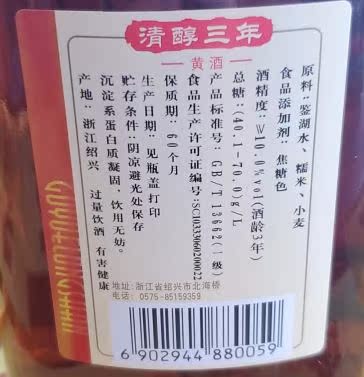 清醇三年
黄酒
原料：鉴湖水、糯米、小麦
食品添加剂：焦糖色
酒精度：≥10.0%vol(酒龄3年)
总糖：(40.1-70.0)g/L
产品标准号：GB/T 13662(一级)
食品生产许可证编号：SC10333060200022
保质期：60个月
生产日期：见瓶盖打印
贮存条件：阴凉避光处保存
沉淀系蛋白质凝固，饮用无妨。
产地：浙江绍兴 过量饮酒 有害健康
地址：浙江省绍兴市北海桥
电话：0575-85159359
6 902944 880059